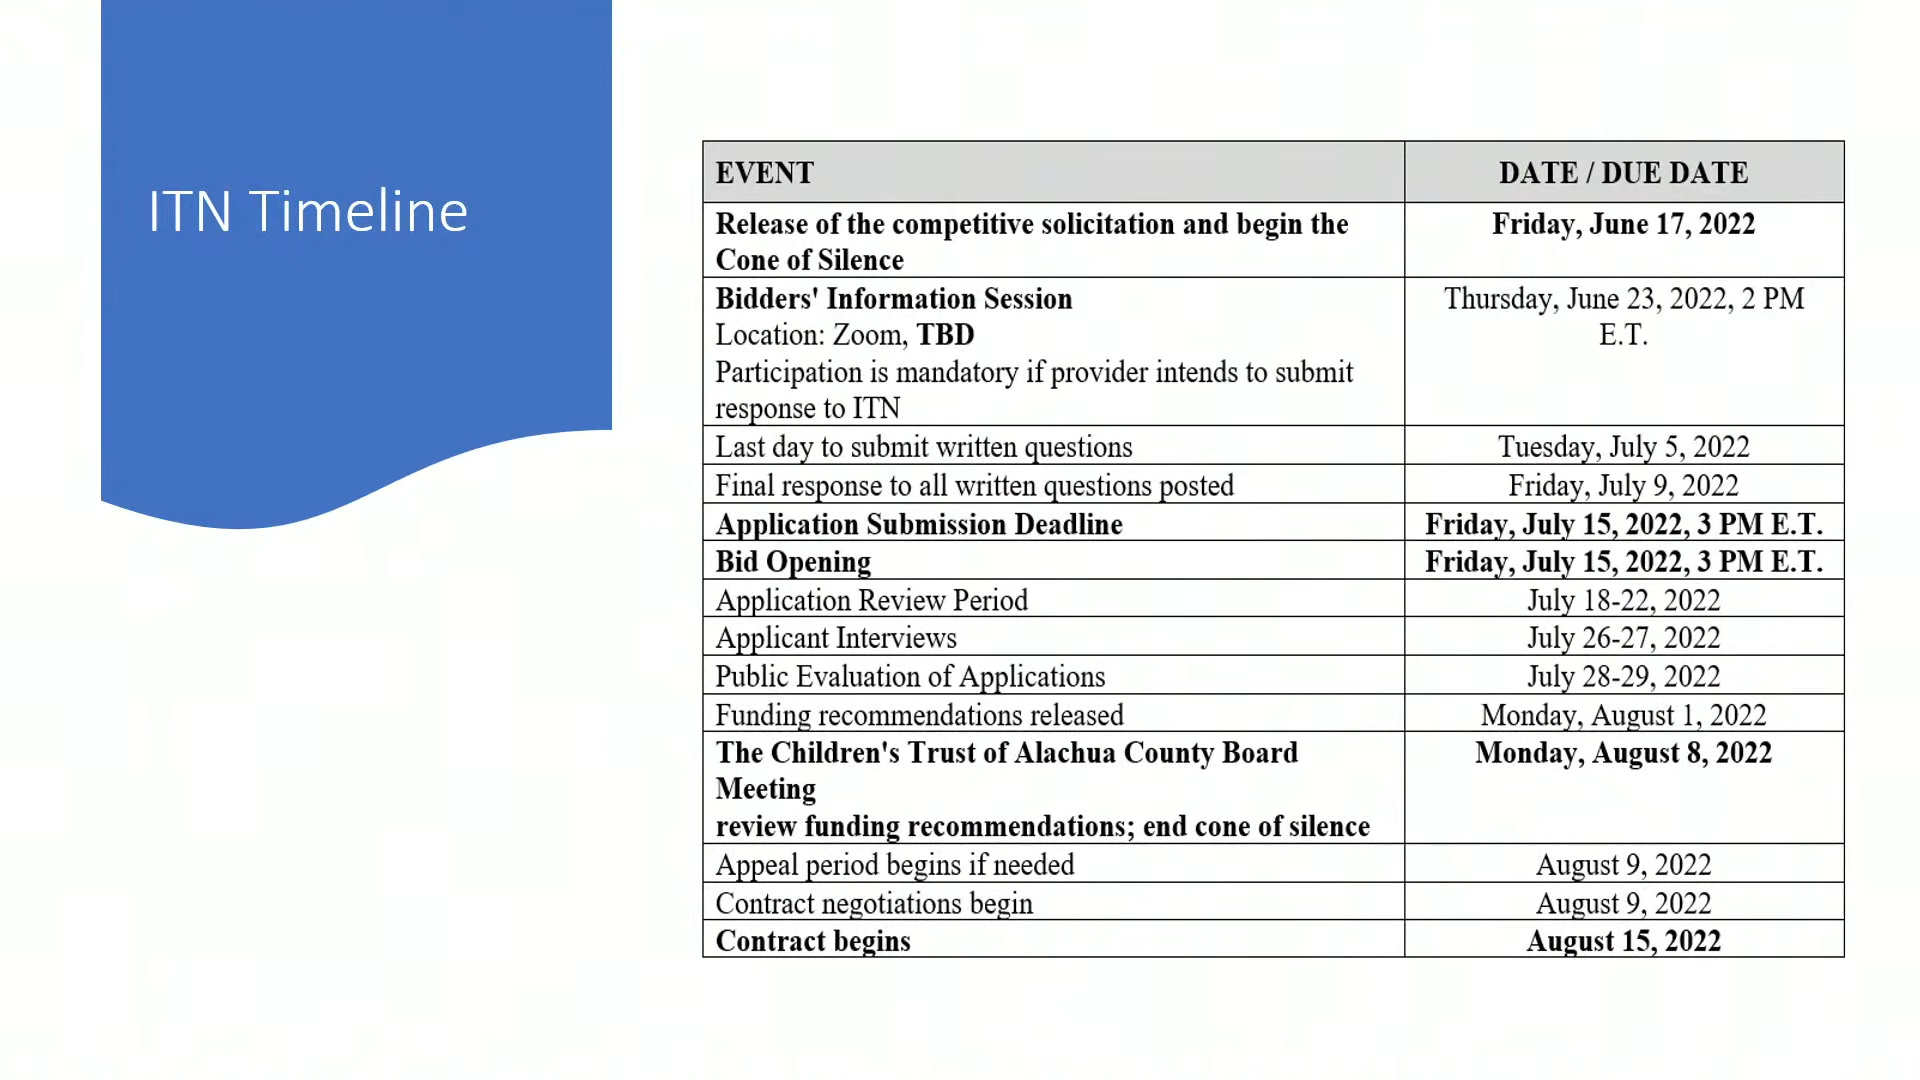 ITN Timeline
EVENT
DATE / DUE DATE
Release of the competitive solicitation and begin the
Cone of Silence
Friday, June 17, 2022
Bidders' Information Session
Location: Zoom, TBD
Participation is mandatory if provider intends to submit
response to ITN
Thursday, June 23, 2022, 2 PM
E.T.
Last day to submit written questions
Tuesday, July 5, 2022
Final response to all written questions posted
Friday, July 9, 2022
Application Submission Deadline
Friday, July 15, 2022, 3 PM E.T.
Bid Opening
Friday, July 15, 2022, 3 PM E.T.
Application Review Period
July 18-22, 2022
Applicant Interviews
July 26-27, 2022
Public Evaluation of Applications
July 28-29, 2022
Funding recommendations released
Monday, August 1, 2022
The Children's Trust of Alachua County Board
Meeting
review funding recommendations; end cone of silence
Monday, August 8, 2022
Appeal period begins if needed
August 9, 2022
Contract negotiations begin
August 9, 2022
Contract begins
August 15, 2022